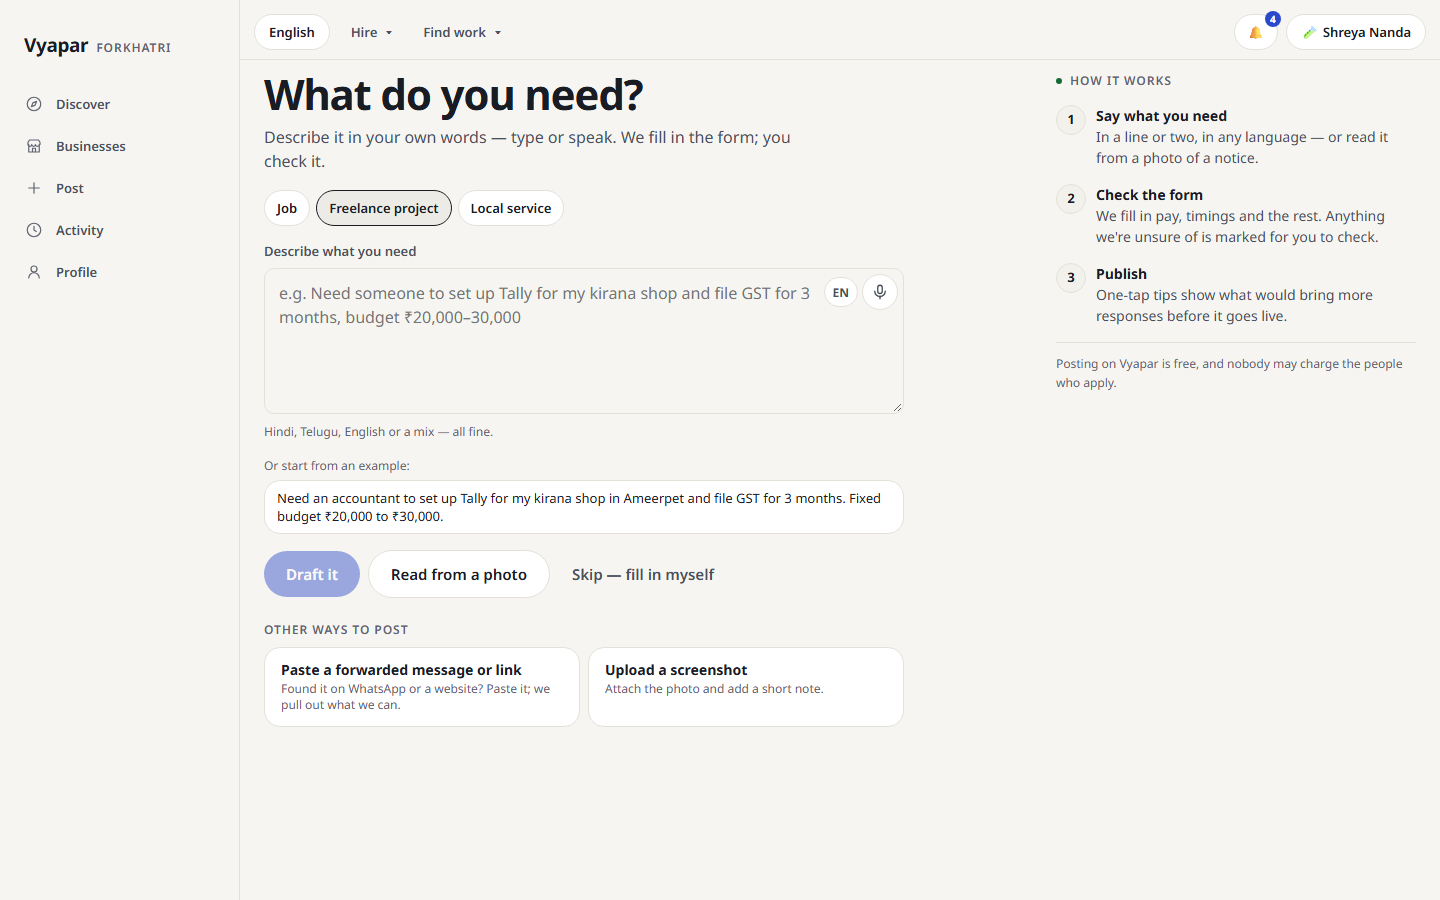 Vyapar FORKHATRI
Discover
Businesses
Post
Activity
Profile
English
Hire
Find work
4
Shreya Nanda
What do you need?
Describe it in your own words — type or speak. We fill in the form; you
check it.
Job
Freelance project
Local service
Describe what you need
e.g. Need someone to set up Tally for my kirana shop and file GST for 3
months, budget ₹20,000–30,000
EN
Hindi, Telugu, English or a mix — all fine.
Or start from an example:
Need an accountant to set up Tally for my kirana shop in Ameerpet and file GST for 3 months. Fixed
budget ₹20,000 to ₹30,000.
Draft it
Read from a photo
Skip — fill in myself
OTHER WAYS TO POST
Paste a forwarded message or link
Found it on WhatsApp or a website? Paste it; we
pull out what we can.
Upload a screenshot
Attach the photo and add a short note.
HOW IT WORKS
1
Say what you need
In a line or two, in any language — or read it
from a photo of a notice.
2
Check the form
We fill in pay, timings and the rest. Anything
we're unsure of is marked for you to check.
3
Publish
One-tap tips show what would bring more
responses before it goes live.
Posting on Vyapar is free, and nobody may charge the people
who apply.